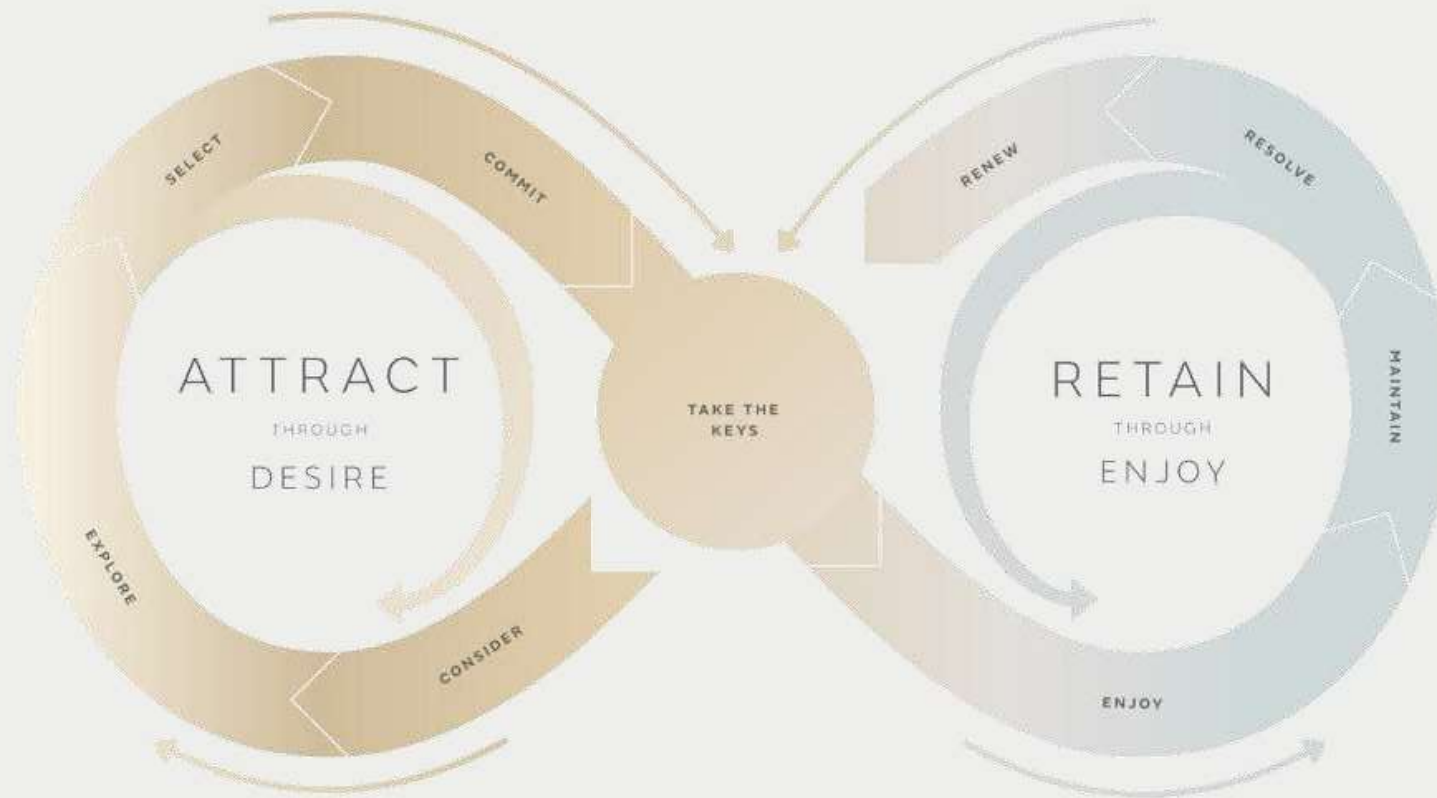 SELECT
COMMIT
RENEW
RESOLVE
ATTRACT
THROUGH
DESIRE
TAKE THE
KEYS
RETAIN
THROUGH
ENJOY
MAINTAIN
EXPLORE
CONSIDER
ENJOY